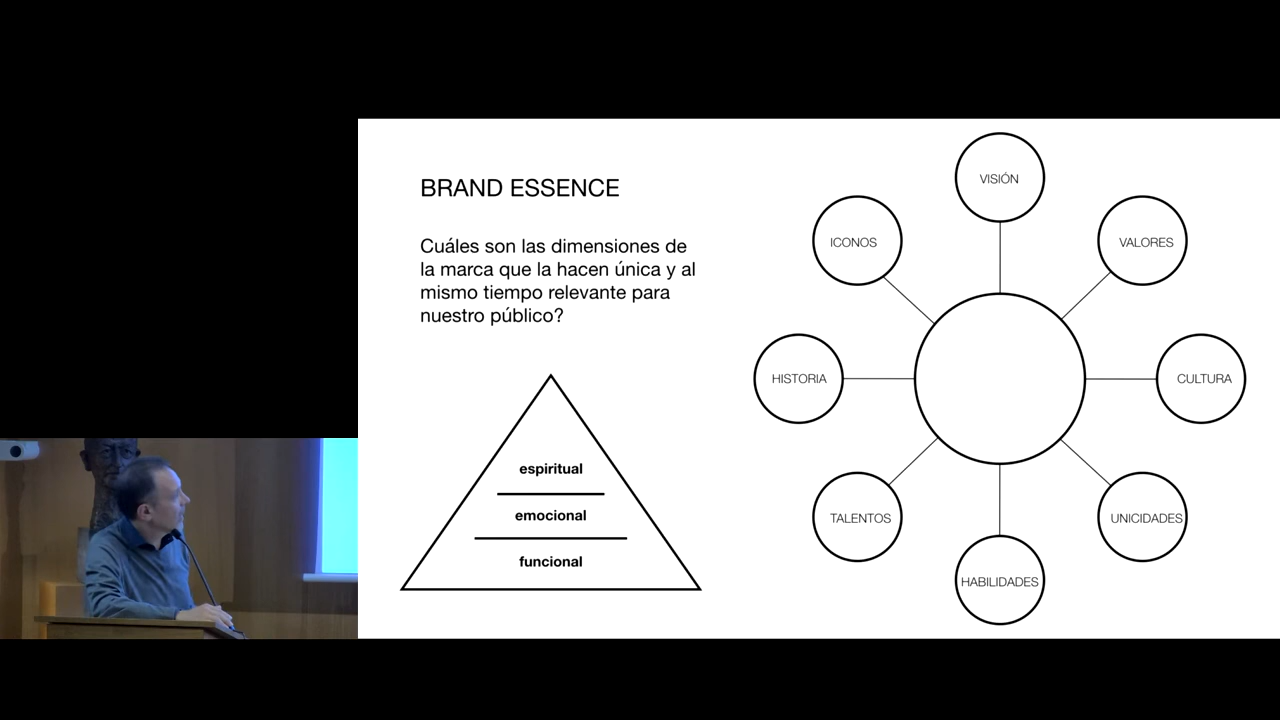 BRAND ESSENCE
Cuáles son las dimensiones de
la marca que la hacen única y al
mismo tiempo relevante para
nuestro público?
espiritual
emocional
funcional
VISIÓN
ICONOS
VALORES
HISTORIA
CULTURA
TALENTOS
UNICIDADES
HABILIDADES